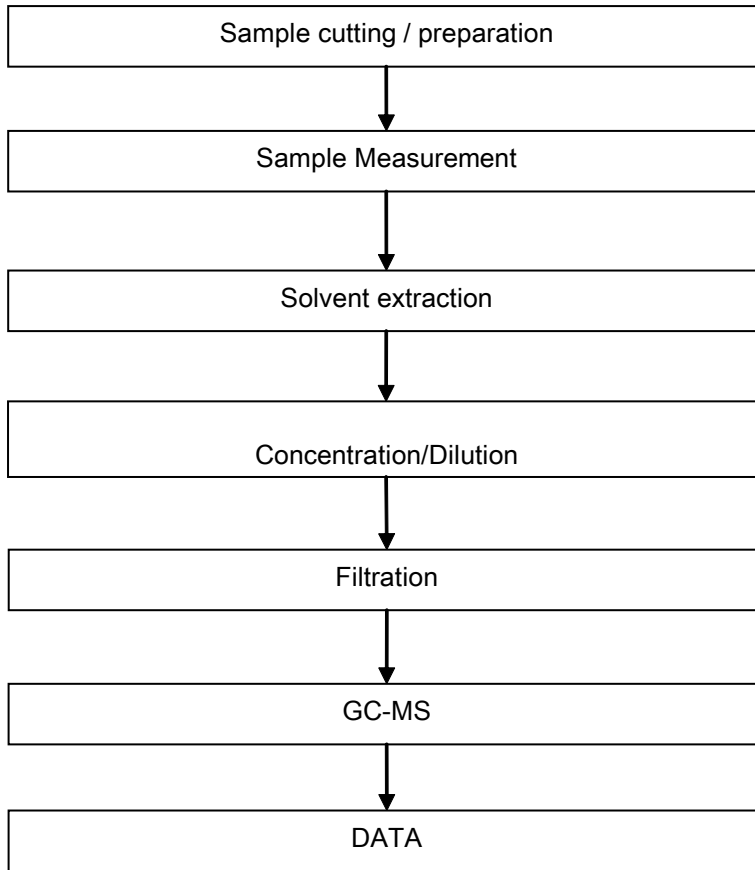 Sample cutting / preparation
Sample Measurement
Solvent extraction
Concentration/Dilution
Filtration
GC-MS
DATA